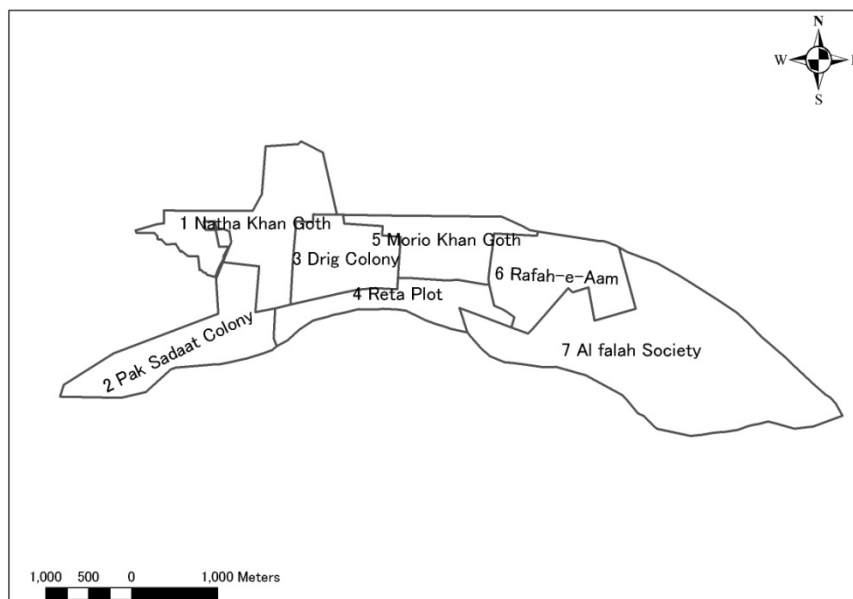 N
W
E
S
1 Natha Khan Goth
5 Morio Khan Goth
3 Drig Colony
6 Rafah-e-Aam
4 Reta Plot
2 Pak Sadaat Colony
7 Al falah Society
1,000 500 0 1,000 Meters